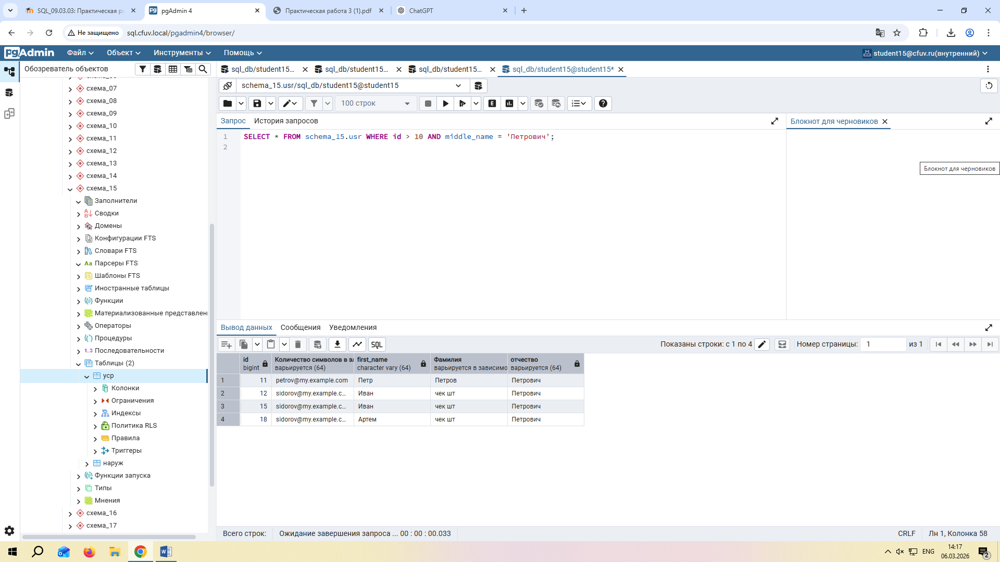 SQL_09.03.03: Практическая р
pgAdmin 4
Практическая работа 3 (1).pdf
ChatGPT
Не защищено
sql.cfuv.local/pgadmin4/browser/
pgAdmin
Файл
Объект
Инструменты
Помощь
student15@cfuv.ru(внутренний)
Обозреватель объектов
sql_db/student15...
sql_db/student15...
sql_db/student15...
sql_db/student15@student15*
schema_15.usr/sql_db/student15@student15
100 строк
Запрос
История запросов
Блокнот для черновиков
1 SELECT * FROM schema_15.usr WHERE id > 10 AND middle_name = 'Петрович';
2
Блокнот для черновиков
схема_07
схема_08
схема_09
схема_10
схема_11
схема_12
схема_13
схема_14
схема_15
Заполнители
Сводки
Домены
Конфигурации FTS
Словари FTS
Aa Парсеры FTS
Шаблоны FTS
Иностранные таблицы
Функции
Материализованные представлен
Операторы
Процедуры
1..3 Последовательности
Таблицы (2)
уср
Колонки
Ограничения
Индексы
Политика RLS
Правила
Триггеры
наруж
Функции запуска
Типы
Мнения
схема_16
схема_17
Вывод данных
Сообщения
Уведомления
SQL
Показаны строки: с 1 по 4
Номер страницы:
1
из 1
id
bigint
Количество символов в эл
варьируется (64)
first_name
character vary (64)
Фамилия
варьируется в зависимо
отчество
варьируется (64)
1 11 petrov@my.example.com Петр Петров Петрович
2 12 sidorov@my.example.c... Иван чек шт Петрович
3 15 sidorov@my.example.c... Иван чек шт Петрович
4 18 sidorov@my.example.c... Артем чек шт Петрович
Всего строк:
Ожидание завершения запроса ... 00 : 00 : 00.033
CRLF
Лн 1, Колонка 58
ENG
14:17
06.03.2026
2